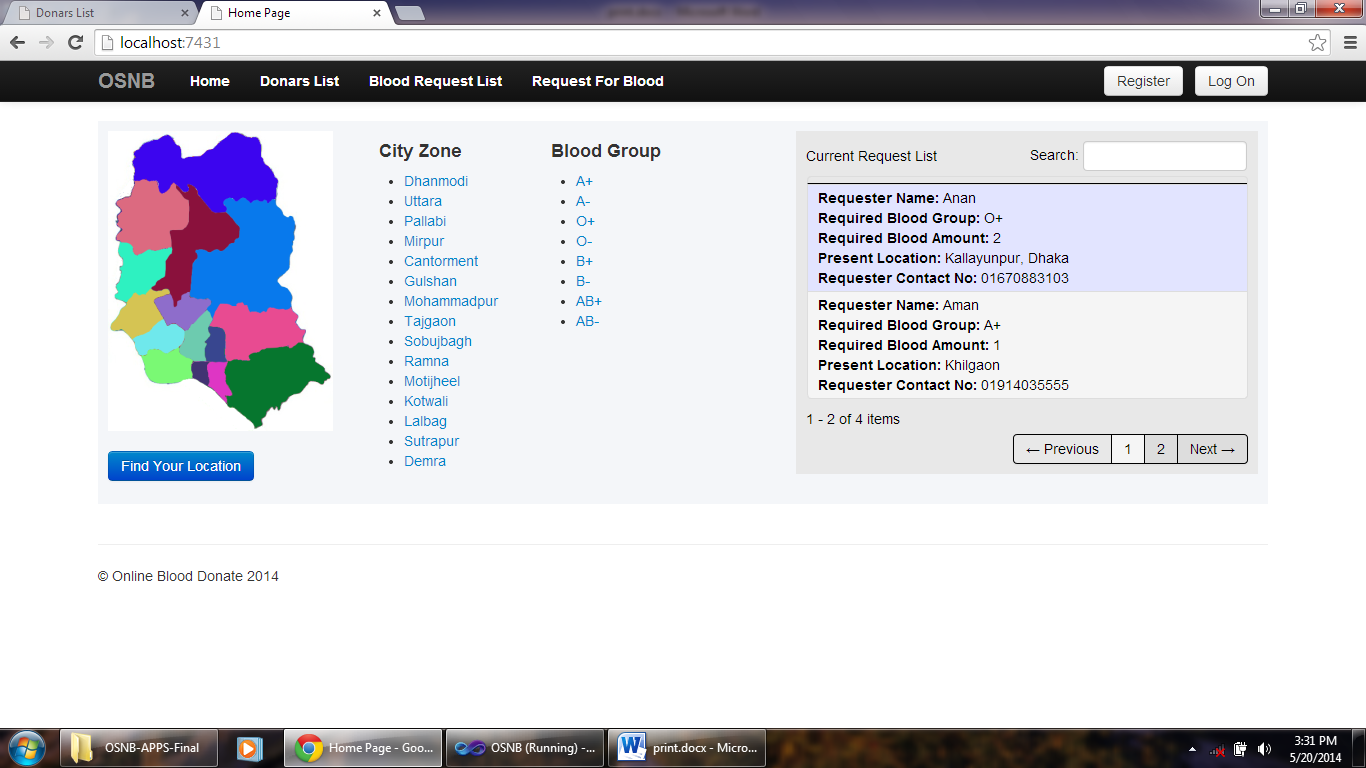 Donars List
Home Page
localhost:7431
OSNB Home Donars List Blood Request List Request For Blood Register Log On
City Zone
Dhanmodi
Uttara
Pallabi
Mirpur
Cantorment
Gulshan
Mohammadpur
Tajgaon
Sobujbagh
Ramna
Motijheel
Kotwali
Lalbag
Sutrapur
Demra
Blood Group
A+
A-
O+
O-
B+
B-
AB+
AB-
Current Request List Search:
Requester Name: Anan
Required Blood Group: O+
Required Blood Amount: 2
Present Location: Kallayunpur, Dhaka
Requester Contact No: 01670883103
Requester Name: Aman
Required Blood Group: A+
Required Blood Amount: 1
Present Location: Khilgaon
Requester Contact No: 01914035555
1 - 2 of 4 items
← Previous 1 2 Next →
Find Your Location
© Online Blood Donate 2014
OSNB-APPS-Final
Home Page - Goo...
OSNB (Running) -...
print.docx - Micro...
3:31 PM
5/20/2014